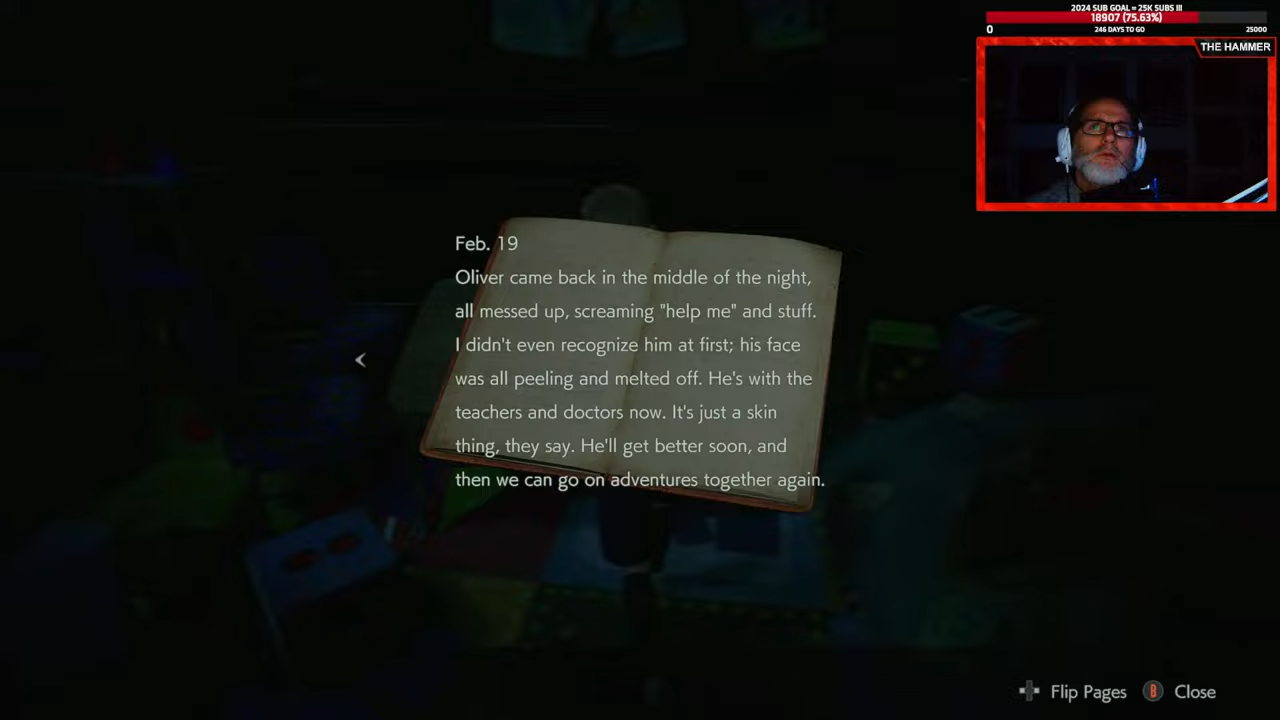 2024 SUB GOAL = 25K SUBS III
18907 (75.63%)
0
246 DAYS TO GO
25000
THE HAMMER
Feb. 19
Oliver came back in the middle of the night,
all messed up, screaming "help me" and stuff.
I didn't even recognize him at first; his face
was all peeling and melted off. He's with the
teachers and doctors now. It's just a skin
thing, they say. He'll get better soon, and
then we can go on adventures together again.
Flip Pages
B Close